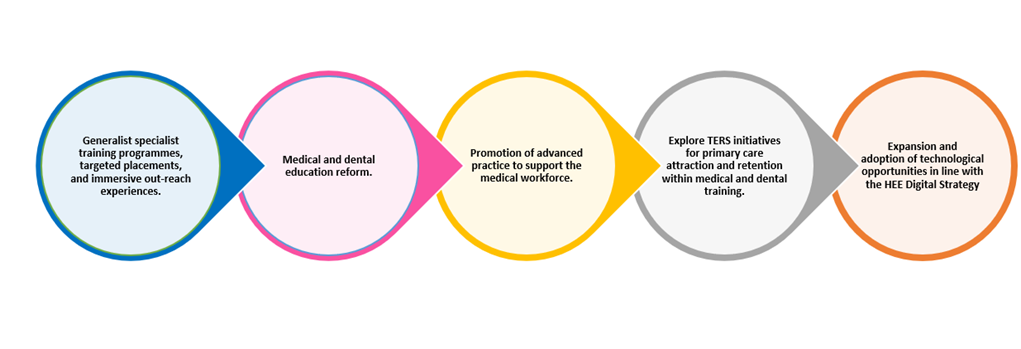 Generalist specialist
training programmes,
targeted placements,
and immersive out-reach
experiences.
Medical and dental
education reform.
Promotion of advanced
practice to support the
medical workforce.
Explore TERS initiatives
for primary care
attraction and retention
within medical and dental
training.
Expansion and
adoption of technological
opportunities in line with
the HEE Digital Strategy